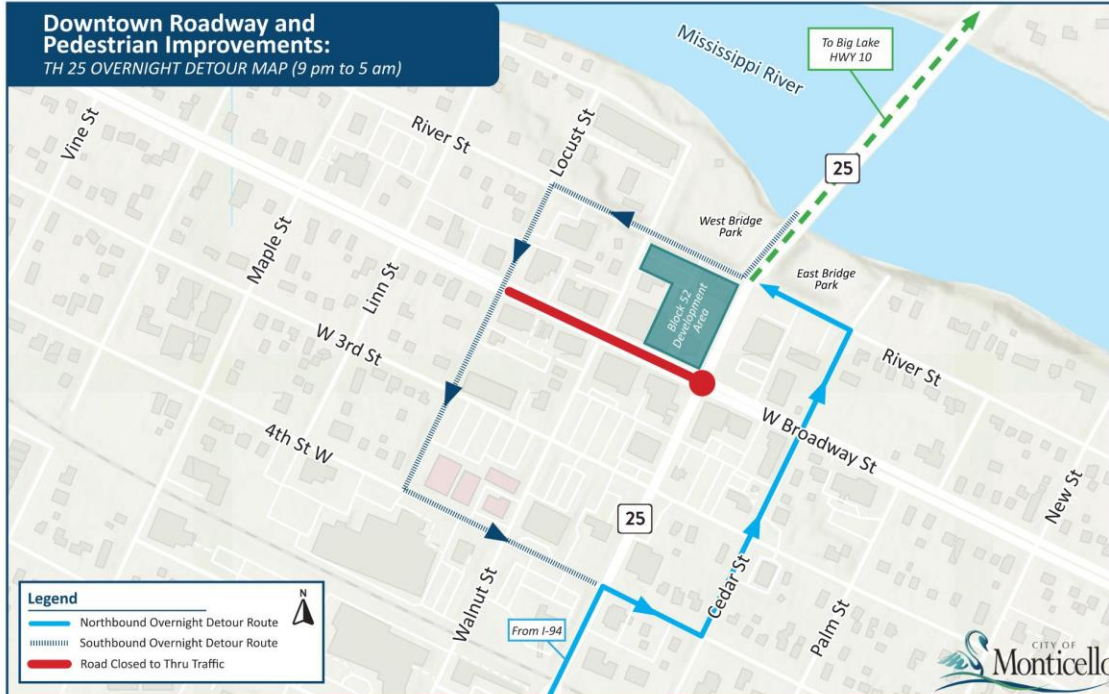 Downtown Roadway and
Pedestrian Improvements:
TH 25 OVERNIGHT DETOUR MAP (9 pm to 5 am)
Mississippi River
To Big Lake
HWY 10
25
Vine St
River St
Locust St
Maple St
Linn St
West Bridge
Park
East Bridge
Park
Block 52
Development
Area
W 3rd St
4th St W
River St
W Broadway St
New St
25
Walnut St
Cedar St
Palm St
From I-94
Legend
N
Northbound Overnight Detour Route
Southbound Overnight Detour Route
Road Closed to Thru Traffic
CITY OF
Monticello